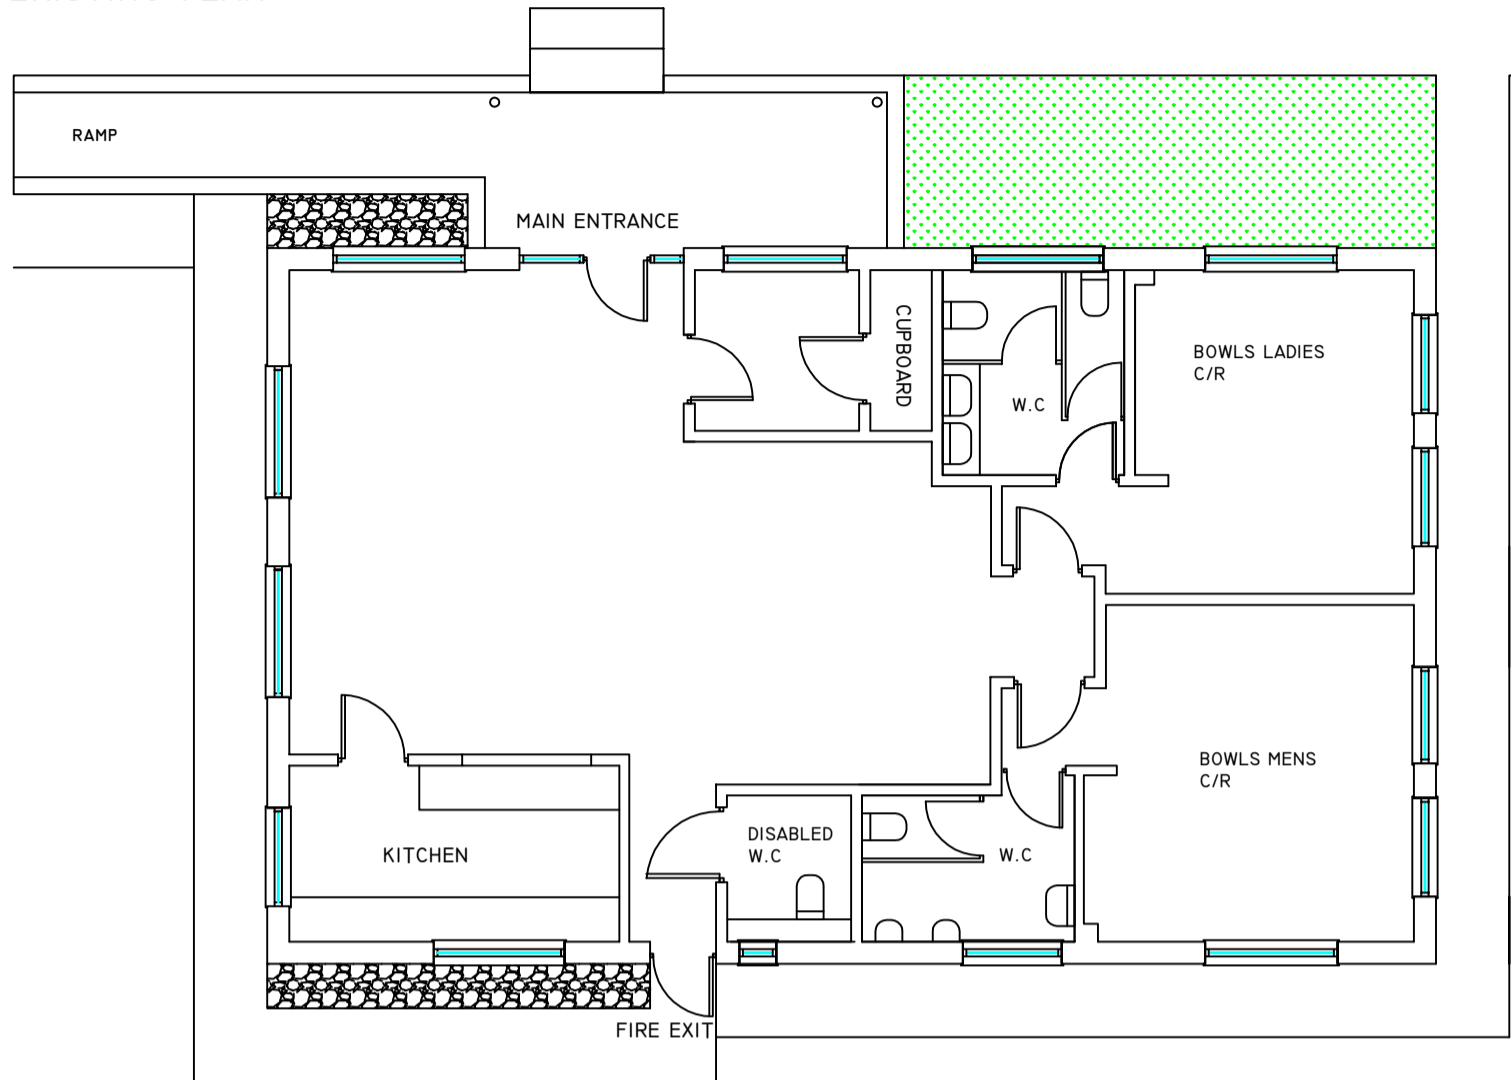 RAMP
MAIN ENTRANCE
CUPBOARD
BOWLS LADIES
C/R
W.C
BOWLS MENS
C/R
DISABLED
W.C
W.C
KITCHEN
FIRE EXIT